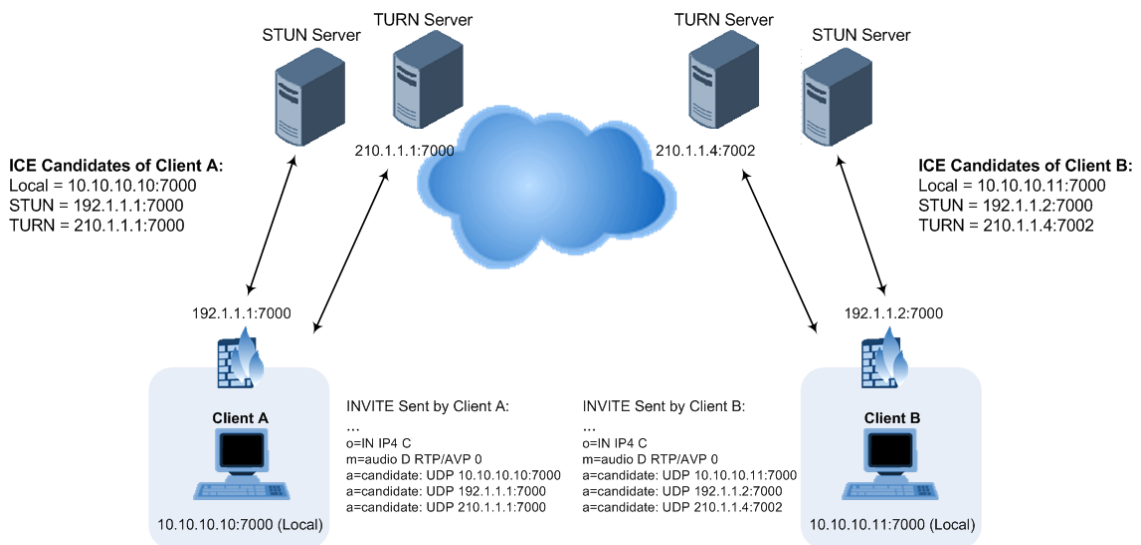 TURN Server
STUN Server
TURN Server
STUN Server
210.1.1.1:7000
210.1.1.4:7002
ICE Candidates of Client A:
Local = 10.10.10.10:7000
STUN = 192.1.1.1:7000
TURN = 210.1.1.1:7000
ICE Candidates of Client B:
Local = 10.10.10.11:7000
STUN = 192.1.1.2:7000
TURN = 210.1.1.4:7002
192.1.1.1:7000
192.1.1.2:7000
Client A
10.10.10.10:7000 (Local)
INVITE Sent by Client A:
...
o=IN IP4 C
m=audio D RTP/AVP 0
a=candidate: UDP 10.10.10.10:7000
a=candidate: UDP 192.1.1.1:7000
a=candidate: UDP 210.1.1.1:7000
INVITE Sent by Client B:
...
o=IN IP4 C
m=audio D RTP/AVP 0
a=candidate: UDP 10.10.10.11:7000
a=candidate: UDP 192.1.1.2:7000
a=candidate: UDP 210.1.1.4:7002
Client B
10.10.10.11:7000 (Local)